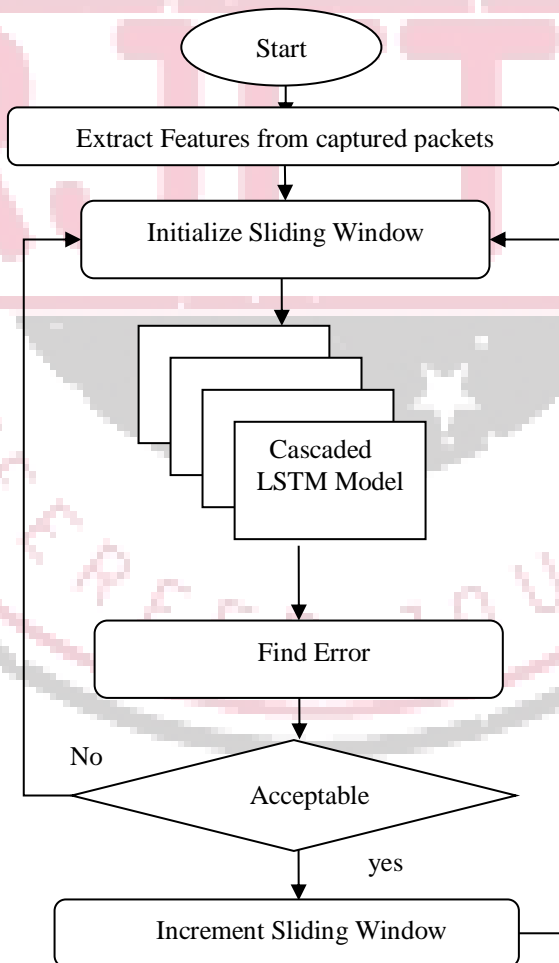 Start
Extract Features from captured packets
Initialize Sliding Window
Cascaded
LSTM Model
Find Error
No
Acceptable
yes
Increment Sliding Window